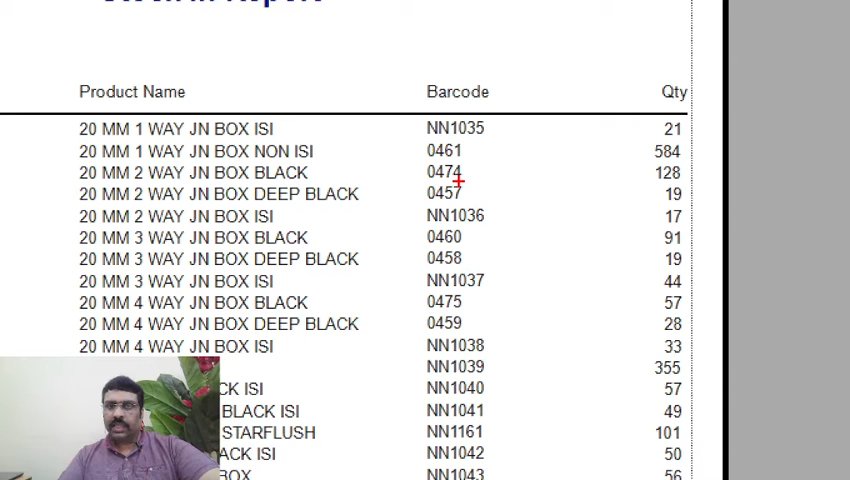 Product Name Barcode Qty
20 MM 1 WAY JN BOX ISI NN1035 21
20 MM 1 WAY JN BOX NON ISI 0461 584
20 MM 2 WAY JN BOX BLACK 0474 128
20 MM 2 WAY JN BOX DEEP BLACK 0457 19
20 MM 2 WAY JN BOX ISI NN1036 17
20 MM 3 WAY JN BOX BLACK 0460 91
20 MM 3 WAY JN BOX DEEP BLACK 0458 19
20 MM 3 WAY JN BOX ISI NN1037 44
20 MM 4 WAY JN BOX BLACK 0475 57
20 MM 4 WAY JN BOX DEEP BLACK 0459 28
20 MM 4 WAY JN BOX ISI NN1038 33
NN1039 355
CK ISI NN1040 57
BLACK ISI NN1041 49
STARFLUSH NN1161 101
ACK ISI NN1042 50
BOX NN1043 56